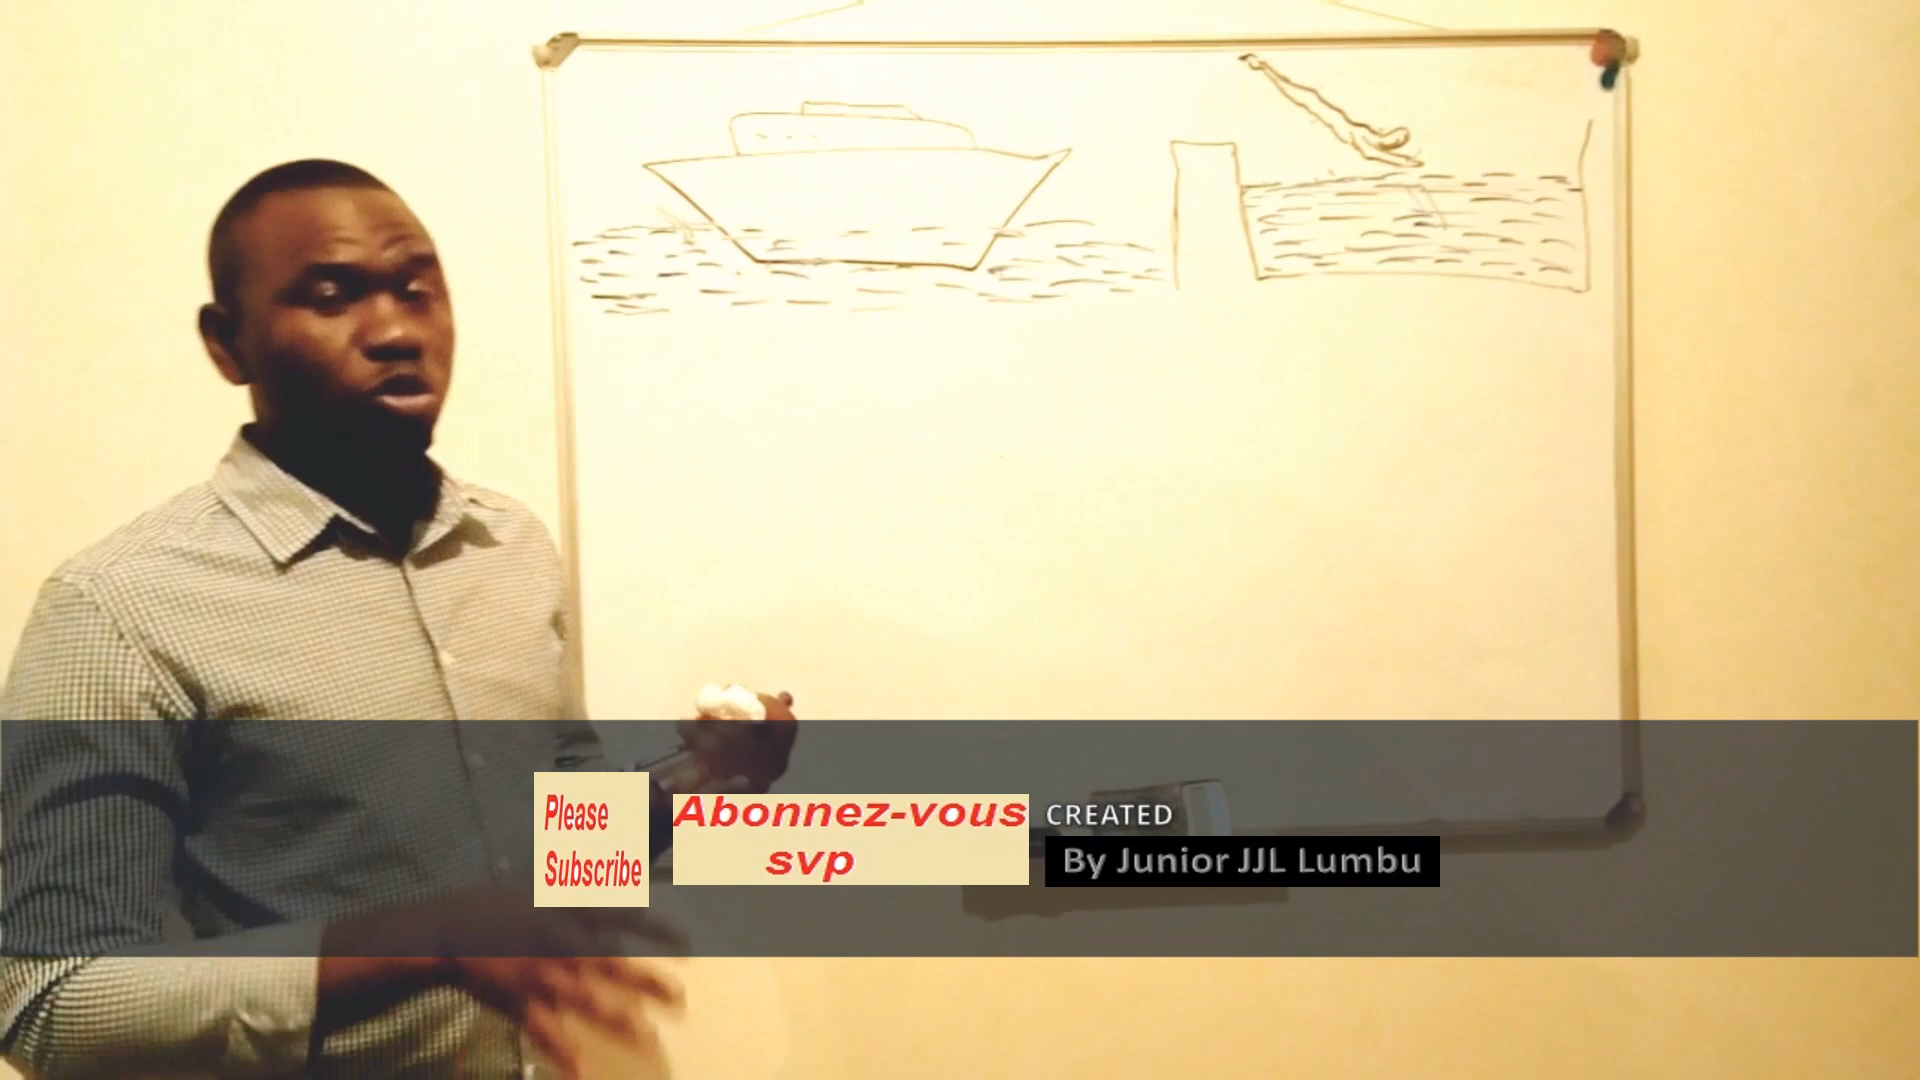 Please
Subscribe
Abonnez-vous
svp
CREATED
By Junior JJL Lumbu